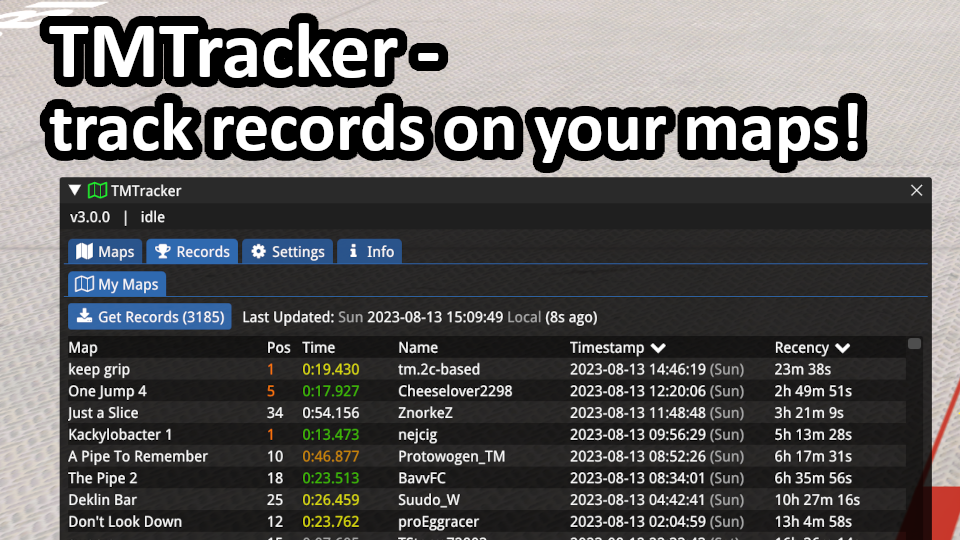 TMTracker -
track records on your maps!
TMTracker
v3.0.0 | idle
Maps Records Settings Info
My Maps
Get Records (3185) Last Updated: Sun 2023-08-13 15:09:49 Local (8s ago)
Map Pos Time Name Timestamp Recency
keep grip 1 0:19.430 tm.2c-based 2023-08-13 14:46:19 (Sun) 23m 38s
One Jump 4 5 0:17.927 Cheeselover2298 2023-08-13 12:20:06 (Sun) 2h 49m 51s
Just a Slice 34 0:54.156 ZnorkeZ 2023-08-13 11:48:48 (Sun) 3h 21m 9s
Kackylobacter 1 1 0:13.473 nejcig 2023-08-13 09:56:29 (Sun) 5h 13m 28s
A Pipe To Remember 10 0:46.877 Protowogen_TM 2023-08-13 08:52:26 (Sun) 6h 17m 31s
The Pipe 2 18 0:23.513 BavvFC 2023-08-13 08:34:01 (Sun) 6h 35m 56s
Deklin Bar 25 0:26.459 Suudo_W 2023-08-13 04:42:41 (Sun) 10h 27m 16s
Don't Look Down 12 0:23.762 proEggracer 2023-08-13 02:04:59 (Sun) 13h 4m 58s